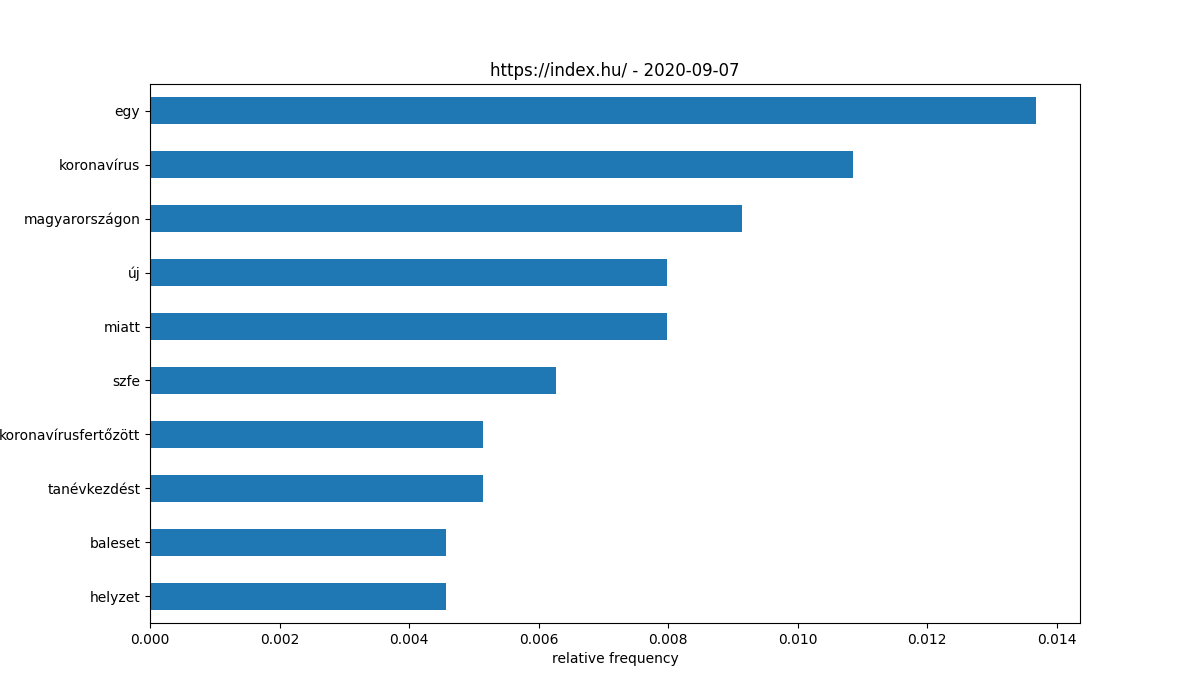 https://index.hu/ - 2020-09-07
egy
koronavírus
magyarországon
új
miatt
szfe
koronavírusfertőzött
tanévkezdést
baleset
helyzet
0.000 0.002 0.004 0.006 0.008 0.010 0.012 0.014
relative frequency